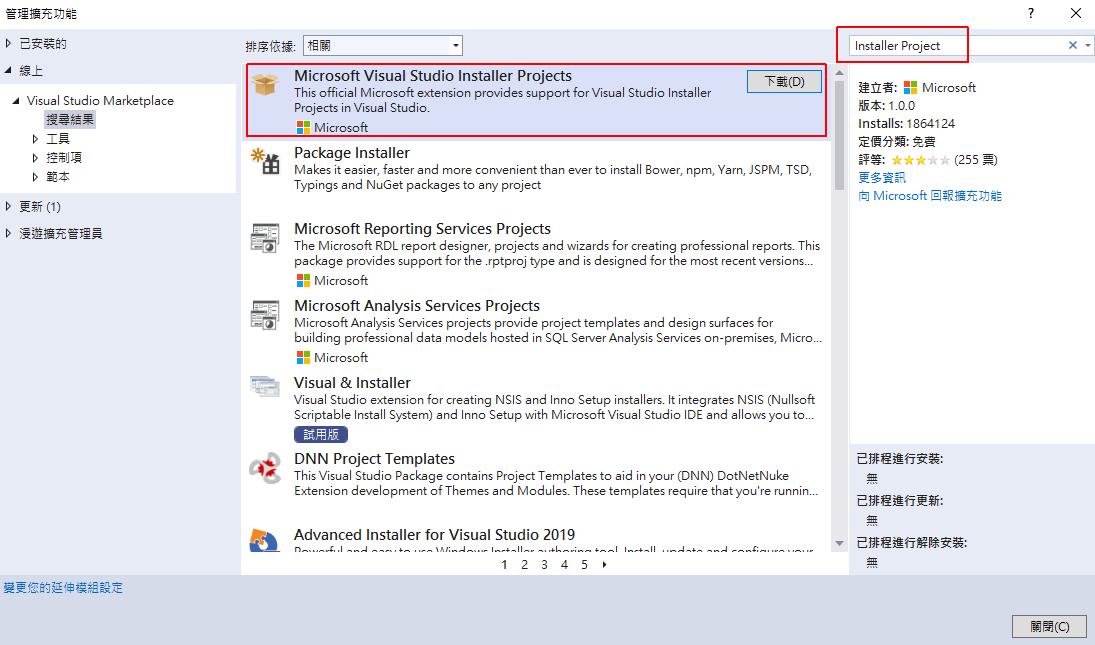 管理擴充功能
?
已安裝的
線上
Visual Studio Marketplace
搜尋結果
工具
控制項
範本
更新 (1)
漫遊擴充管理員
排序依據: 相關
Microsoft Visual Studio Installer Projects
This official Microsoft extension provides support for Visual Studio Installer
Projects in Visual Studio.
Microsoft
下載(D)
Package Installer
Makes it easier, faster and more convenient than ever to install Bower, npm, Yarn, JSPM, TSD,
Typings and NuGet packages to any project
Microsoft Reporting Services Projects
The Microsoft RDL report designer, projects and wizards for creating professional reports. This
package provides support for the .rptproj type and is designed for the most recent versions...
Microsoft
Microsoft Analysis Services Projects
Microsoft Analysis Services projects provide project templates and design surfaces for
building professional data models hosted in SQL Server Analysis Services on-premises, Micro...
Microsoft
Visual & Installer
Visual Studio extension for creating NSIS and Inno Setup installers. It integrates NSIS (Nullsoft
Scriptable Install System) and Inno Setup with Microsoft Visual Studio IDE and allows you to...
試用版
DNN Project Templates
This Visual Studio Package contains Project Templates to aid in your (DNN) DotNetNuke
Extension development of Themes and Modules. These templates require that you're runnin...
Advanced Installer for Visual Studio 2019
Powerful and easy to use Windows Installer authoring tool. Install, update and configure your
1 2 3 4 5
Installer Project
建立者: Microsoft
版本: 1.0.0
Installs: 1864124
定價分類: 免費
評等: (255 票)
更多資訊
向 Microsoft 回報擴充功能
已排程進行安裝:
無
已排程進行更新:
無
已排程進行解除安裝:
無
變更您的延伸模組設定
關閉(C)